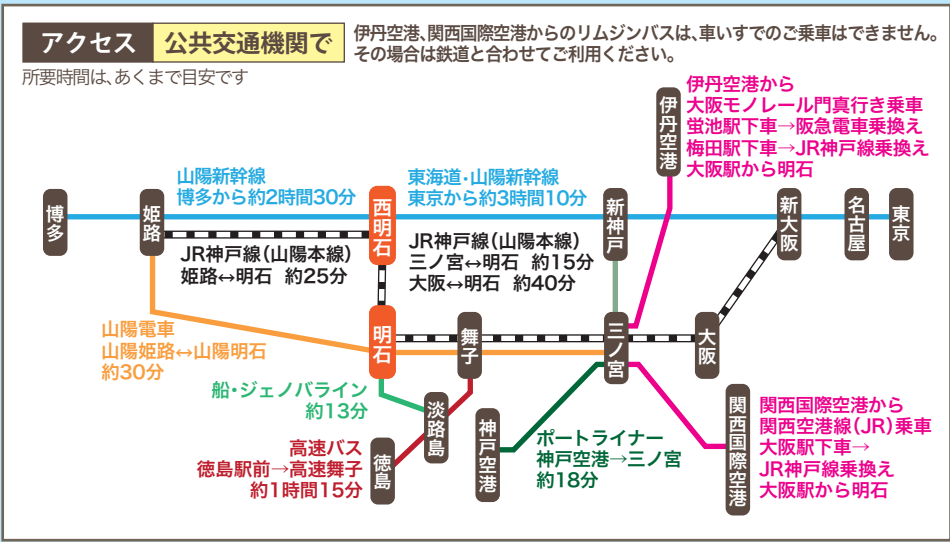 アクセス 公共交通機関で
伊丹空港、関西国際空港からのリムジンバスは、車いすでのご乗車はできません。
その場合は鉄道と合わせてご利用ください。
所要時間は、あくまで目安です
伊丹空港から
大阪モノレール門真行き乗車
蛍池駅下車→阪急電車乗換え
梅田駅下車→JR神戸線乗換え
大阪駅から明石
伊丹空港
山陽新幹線
博多から約2時間30分
東海道・山陽新幹線
東京から約3時間10分
博多
姫路
西明石
新神戸
新大阪
名古屋
東京
JR神戸線(山陽本線)
姫路↔明石 約25分
JR神戸線(山陽本線)
三ノ宮↔明石 約15分
大阪↔明石 約40分
山陽電車
山陽姫路↔山陽明石
約30分
明石
舞子
三ノ宮
大阪
船・ジェノバライン
約13分
淡路島
高速バス
徳島駅前→高速舞子
約1時間15分
徳島
神戸空港
ポートライナー
神戸空港→三ノ宮
約18分
関西国際空港
関西国際空港から
関西空港線(JR)乗車
大阪駅下車→
JR神戸線乗換え
大阪駅から明石